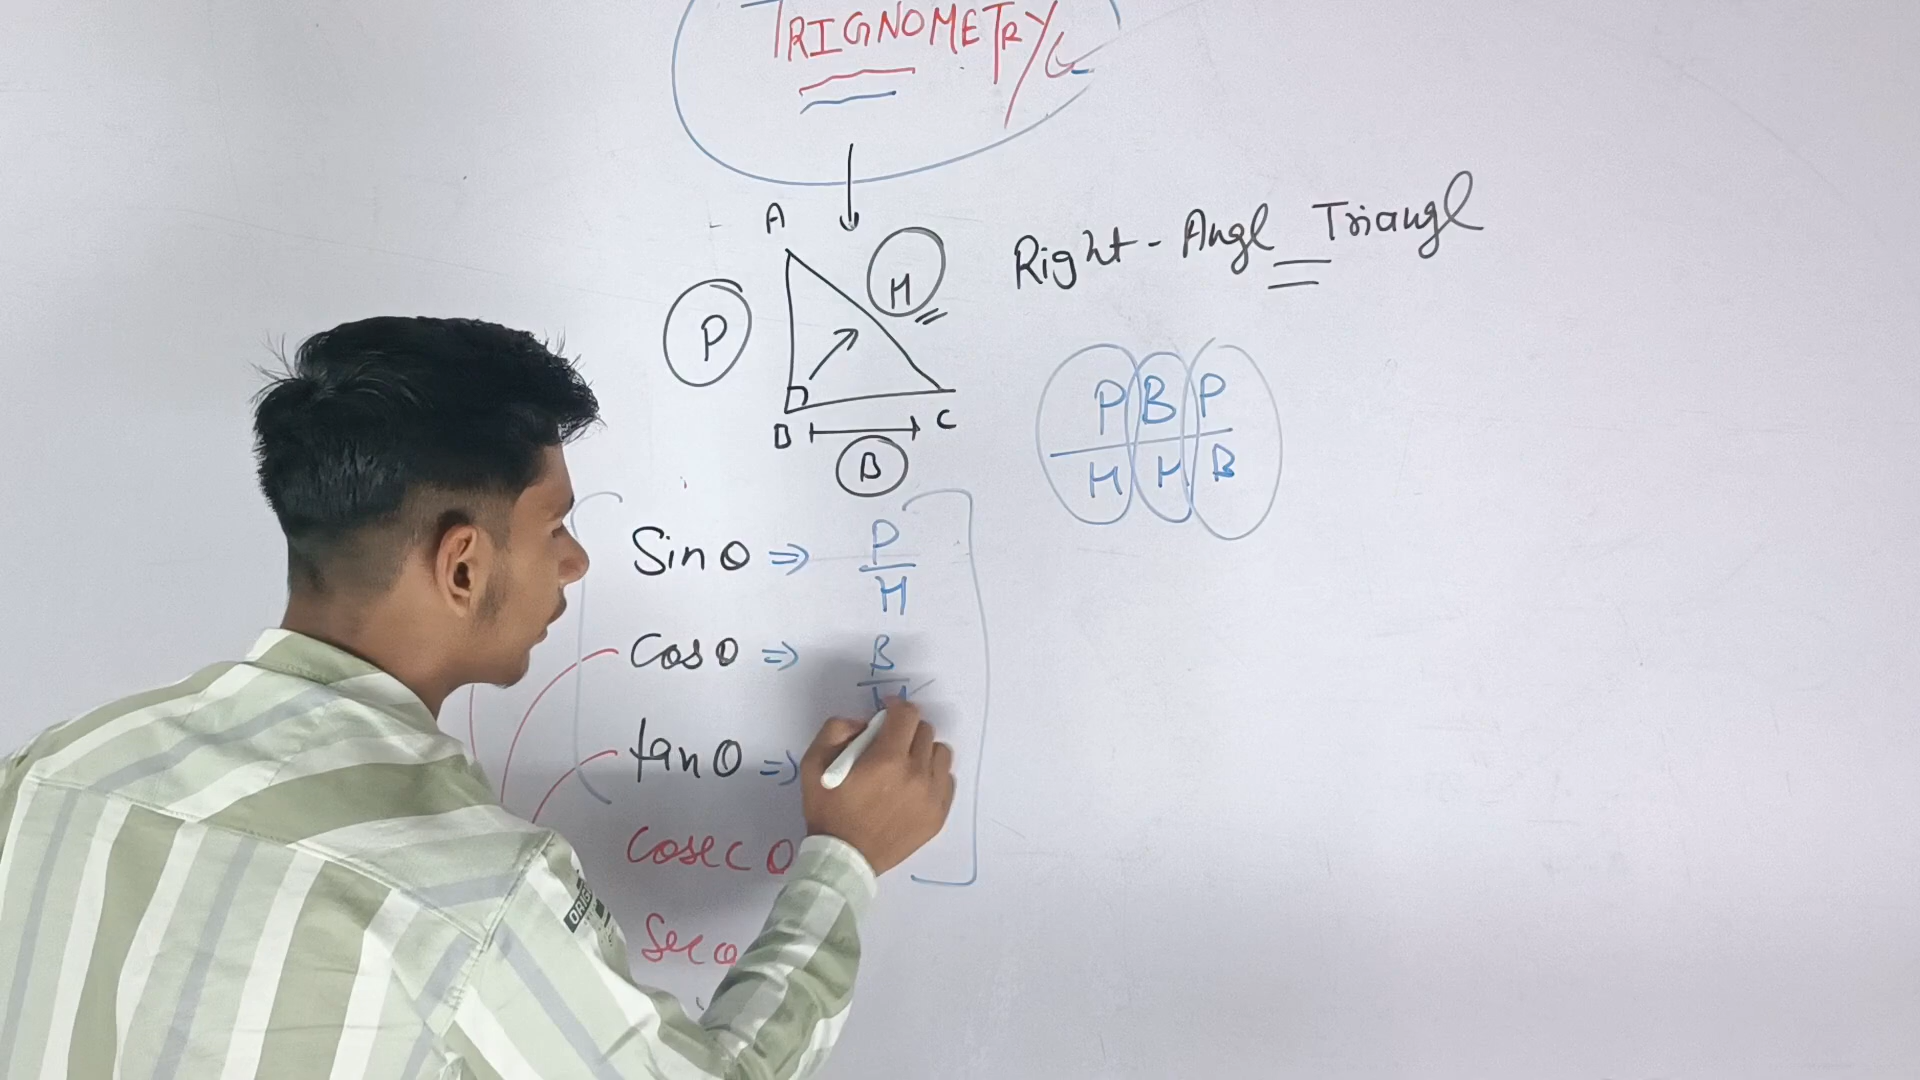 TRIGNOMETRY
A
Right-Angl Triangl
H
P
B C
B
P B P
H H B
Sinθ ⇒ P
H
Cosθ ⇒ B
H
tanθ ⇒
Cosecθ
Secθ